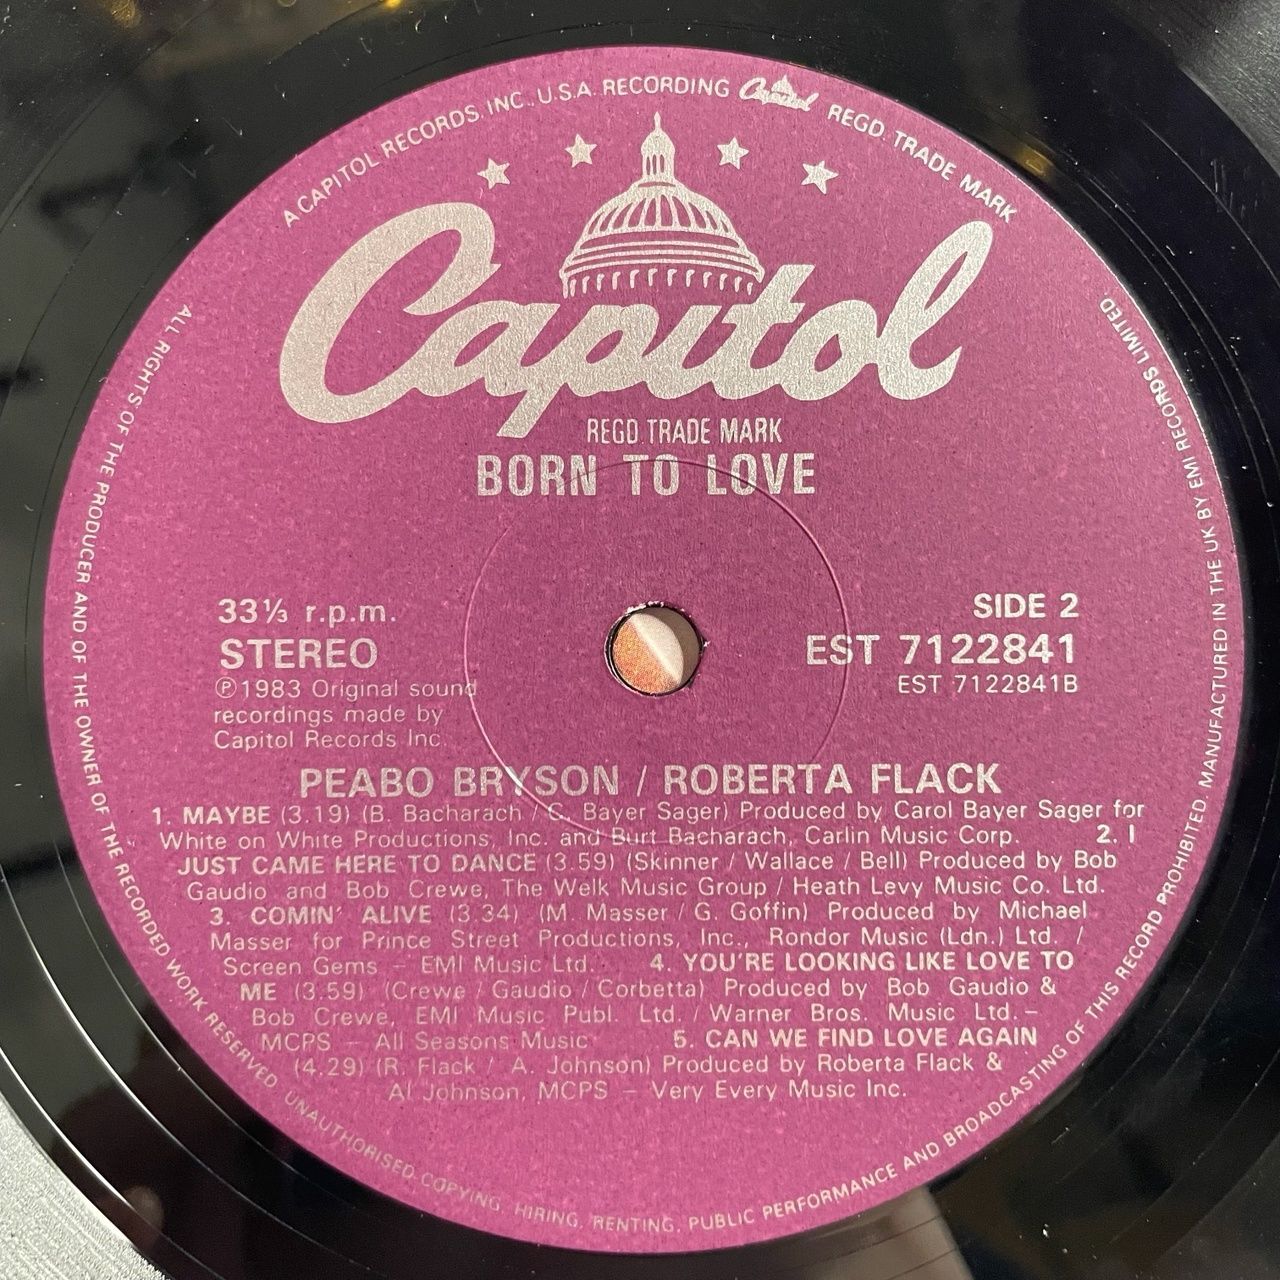 A CAPITOL RECORDS. INC. U.S.A. RECORDING Capitol REGD. TRADE MARK
Capitol
REGD. TRADE MARK
BORN TO LOVE
33⅓ r.p.m.
STEREO
℗1983 Original sound
recordings made by
Capitol Records Inc.
SIDE 2
EST 7122841
EST 7122841B
PEABO BRYSON / ROBERTA FLACK
1. MAYBE (3.19) (B. Bacharach / C. Bayer Sager) Produced by Carol Bayer Sager for
White on White Productions, Inc. and Burt Bacharach, Carlin Music Corp. 2. I
JUST CAME HERE TO DANCE (3.59) (Skinner / Wallace / Bell) Produced by Bob
Gaudio and Bob Crewe, The Welk Music Group / Heath Levy Music Co. Ltd.
3. COMIN' ALIVE (3.34) (M. Masser / G. Goffin) Produced by Michael
Masser for Prince Street Productions, Inc., Rondor Music (Ldn.) Ltd. /
Screen Gems – EMI Music Ltd. 4. YOU'RE LOOKING LIKE LOVE TO
ME (3.59) (Crewe / Gaudio / Corbetta) Produced by Bob Gaudio &
Bob Crewe, EMI Music Publ. Ltd. / Warner Bros. Music Ltd. –
MCPS – All Seasons Music 5. CAN WE FIND LOVE AGAIN
(4.29) (R. Flack / A. Johnson) Produced by Roberta Flack &
Al Johnson, MCPS – Very Every Music Inc.
ALL RIGHTS OF THE PRODUCER AND OF THE OWNER OF THE RECORDED WORK RESERVED. UNAUTHORISED COPYING, HIRING, RENTING, PUBLIC PERFORMANCE AND BROADCASTING OF THIS RECORD PROHIBITED. MANUFACTURED IN THE UK BY EMI RECORDS LIMITED